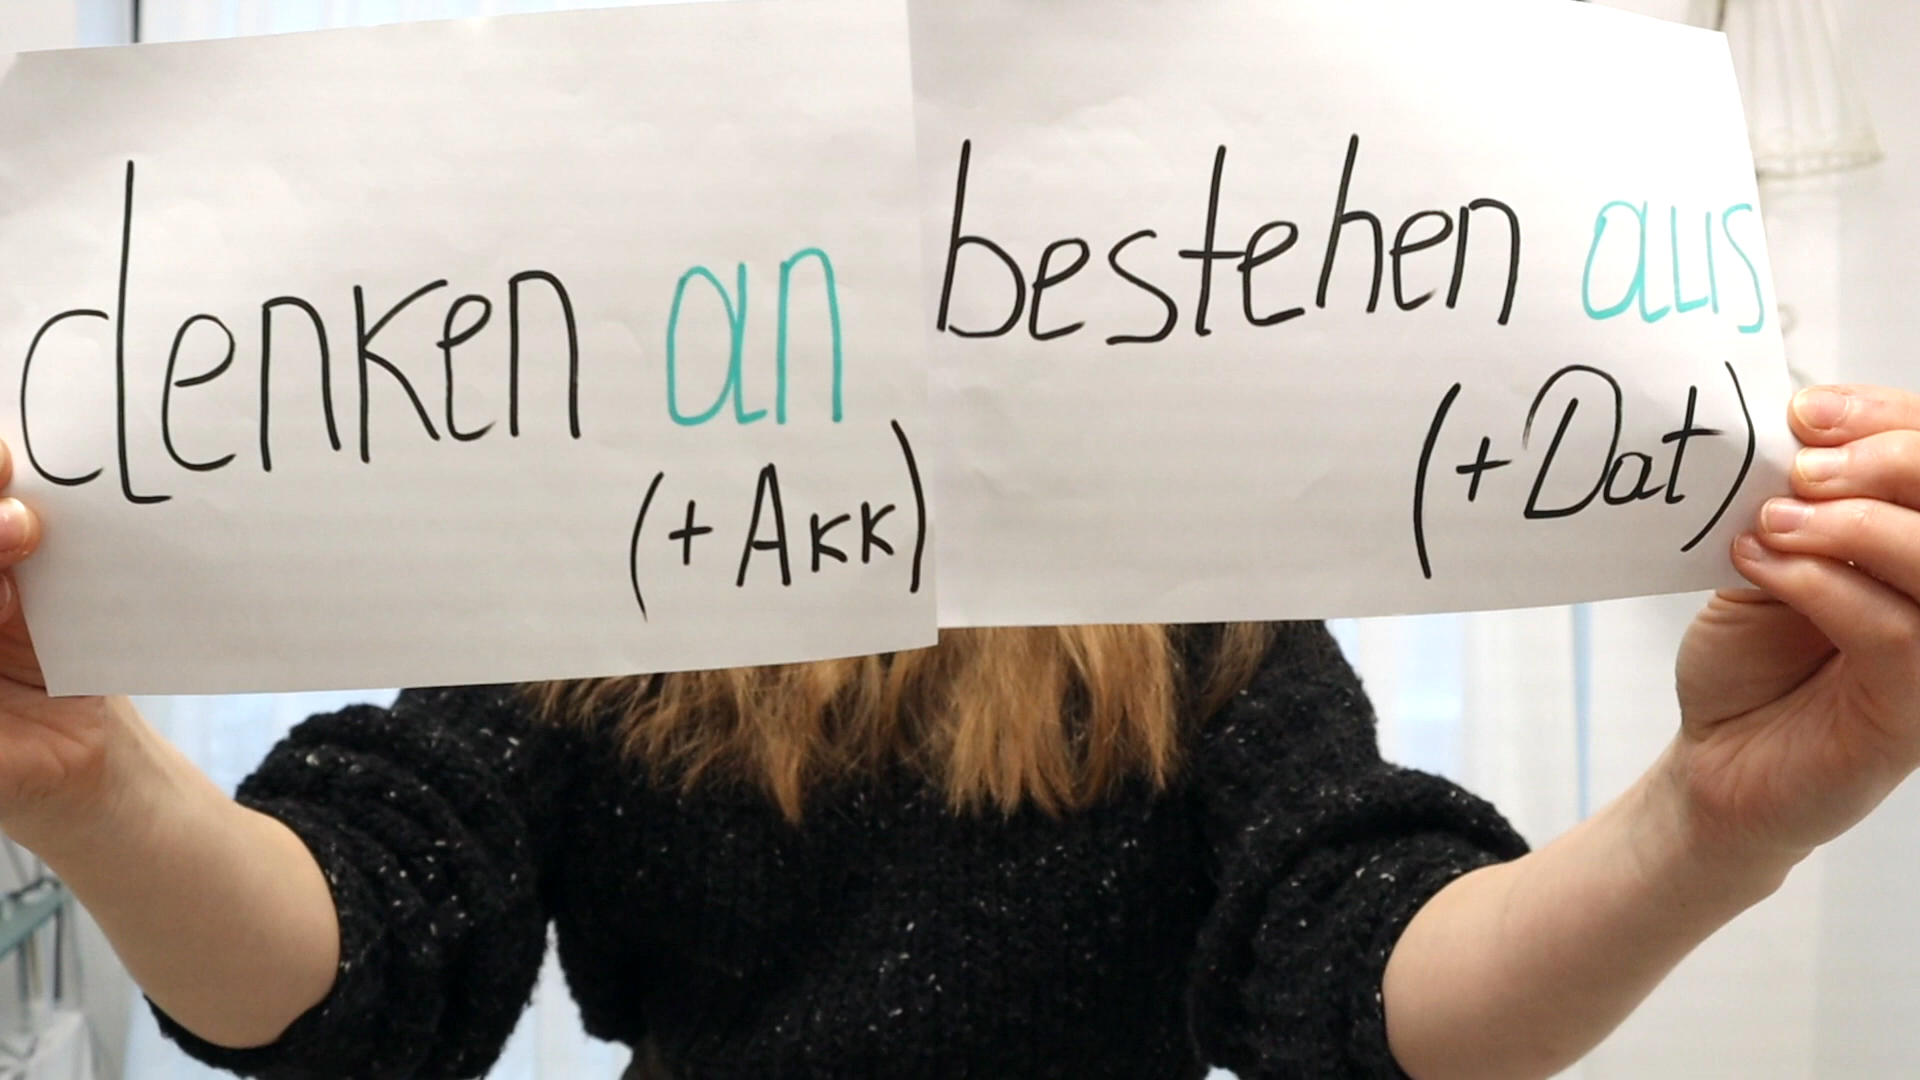 denken an
(+ Akk)
bestehen aus
(+ Dat)